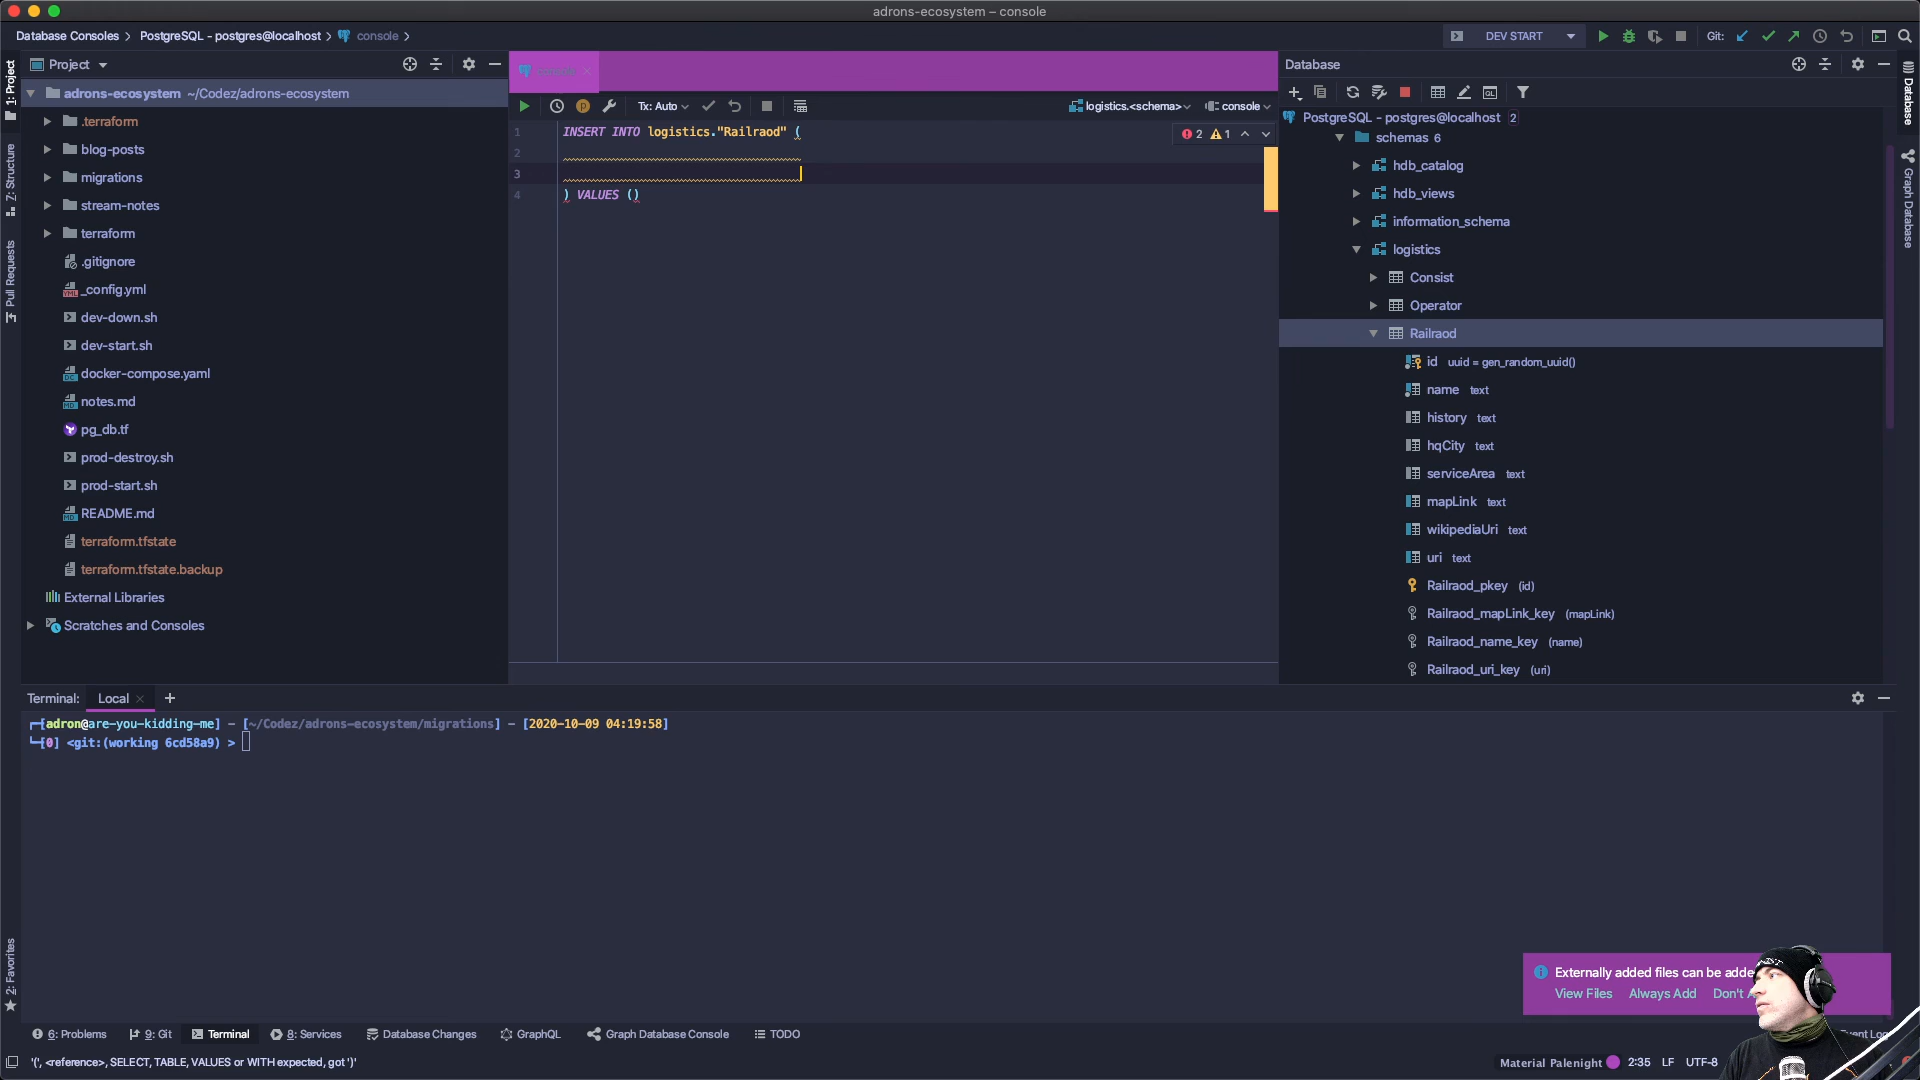 adrons-ecosystem – console
Database Consoles
PostgreSQL - postgres@localhost
console
DEV START
Git:
1: Project
Z: Structure
Pull Requests
2: Favorites
Project
adrons-ecosystem ~/Codez/adrons-ecosystem
.terraform
blog-posts
migrations
stream-notes
terraform
.gitignore
_config.yml
dev-down.sh
dev-start.sh
docker-compose.yaml
notes.md
pg_db.tf
prod-destroy.sh
prod-start.sh
README.md
terraform.tfstate
terraform.tfstate.backup
External Libraries
Scratches and Consoles
console
Tx: Auto
logistics.<schema>
console
1 INSERT INTO logistics."Railraod" (
2
3
4 ) VALUES ()
2 1
Database
PostgreSQL - postgres@localhost 2
schemas 6
hdb_catalog
hdb_views
information_schema
logistics
Consist
Operator
Railraod
id uuid = gen_random_uuid()
name text
history text
hqCity text
serviceArea text
mapLink text
wikipediaUri text
uri text
Railraod_pkey (id)
Railraod_mapLink_key (mapLink)
Railraod_name_key (name)
Railraod_uri_key (uri)
Database
Graph Database
Terminal: Local
[adron@are-you-kidding-me] - [~/Codez/adrons-ecosystem/migrations] - [2020-10-09 04:19:58]
[0] <git:(working 6cd58a9) >
Externally added files can be adde
View Files Always Add Don't
6: Problems
9: Git
Terminal
8: Services
Database Changes
GraphQL
Graph Database Console
TODO
ent Log
'(', <reference>, SELECT, TABLE, VALUES or WITH expected, got ')'
Material Palenight
2:35
LF
UTF-8